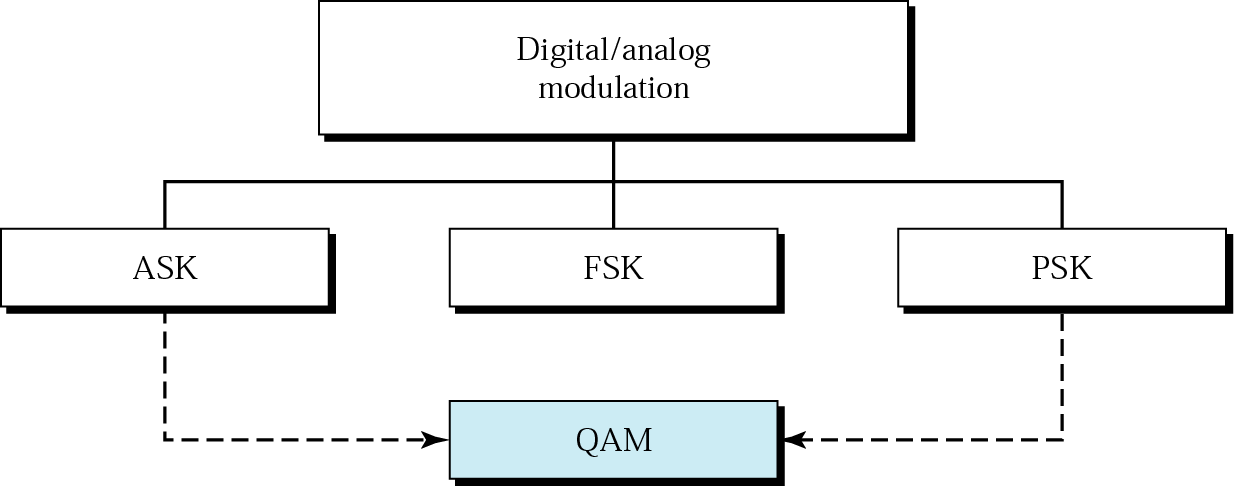 Digital/analog
modulation
ASK
FSK
PSK
QAM